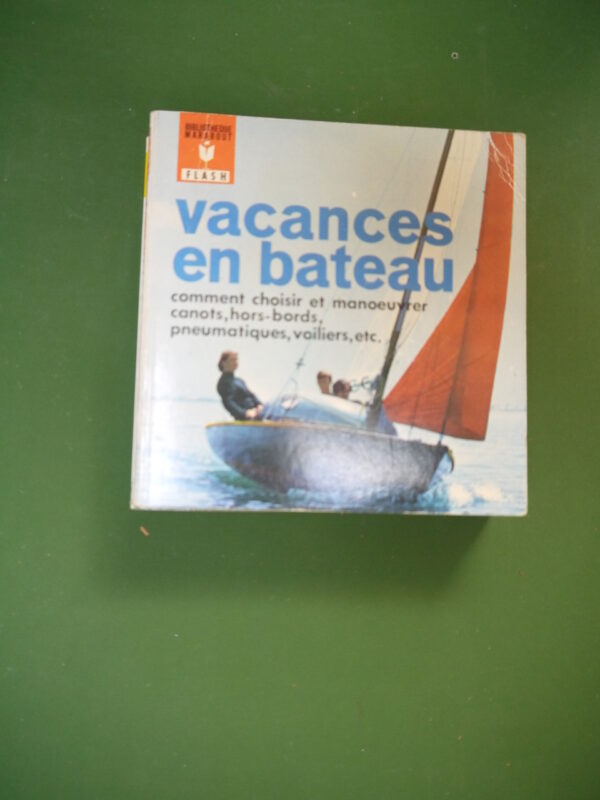 BIBLIOTHEQUE
MARABOUT
FLASH
vacances
en bateau
comment choisir et manoeuvrer
canots, hors-bords,
pneumatiques, voiliers, etc.